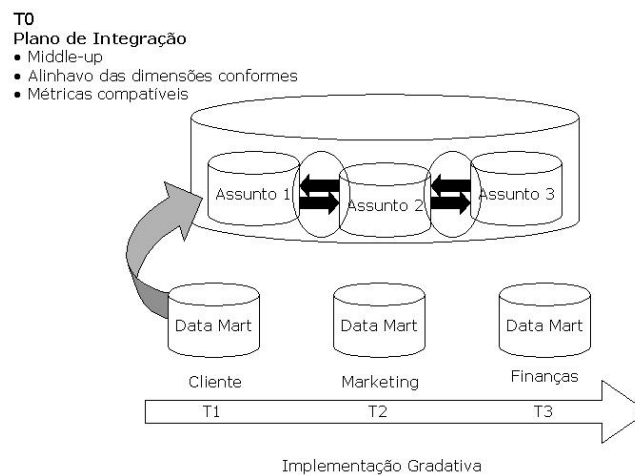 T0
Plano de Integração
• Middle-up
• Alinhavo das dimensões conformes
• Métricas compatíveis
Assunto 1
Assunto 2
Assunto 3
Data Mart
Data Mart
Data Mart
Cliente
Marketing
Finanças
T1
T2
T3
Implementação Gradativa